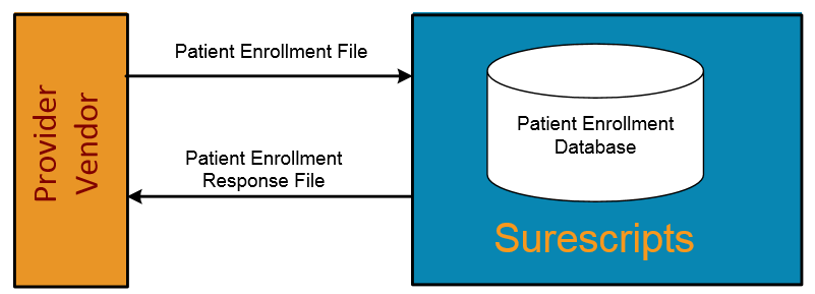 Provider
Vendor
Patient Enrollment File
Patient Enrollment
Response File
Patient Enrollment
Database
Surescripts